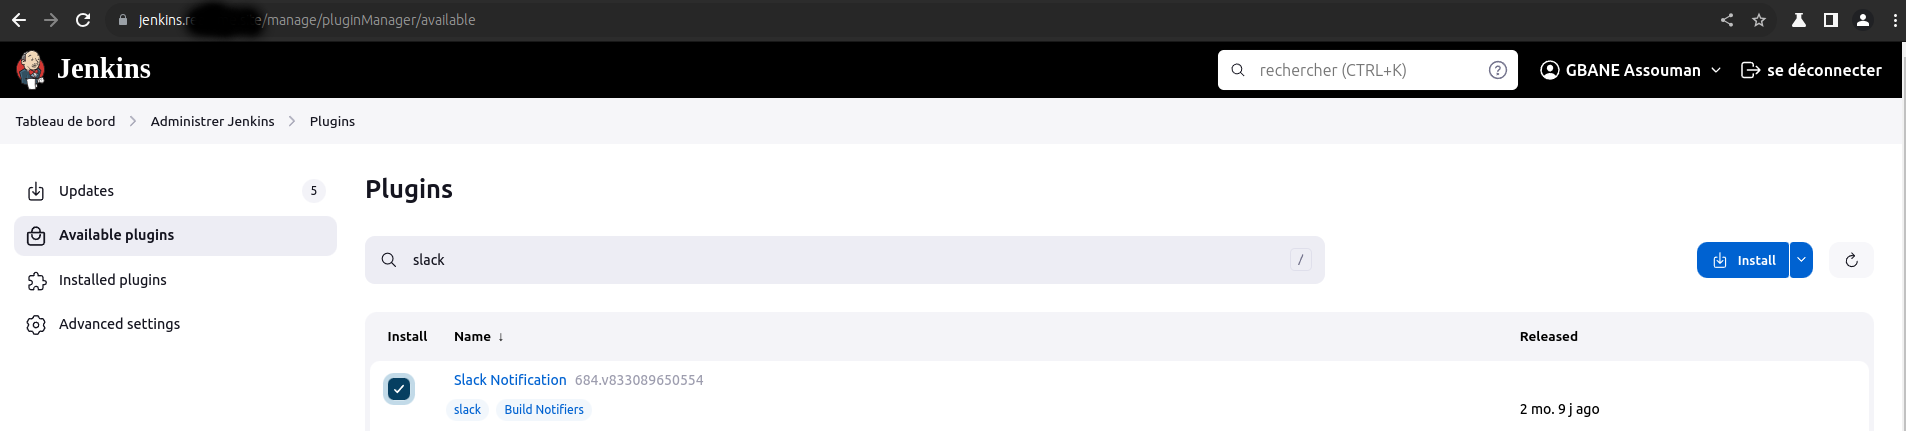 jenkins.re e/manage/pluginManager/available
Jenkins
rechercher (CTRL+K)
?
GBANE Assouman
se déconnecter
Tableau de bord
Administrer Jenkins
Plugins
Updates
5
Available plugins
Installed plugins
Advanced settings
Plugins
slack
/
Install
Install Name ↓ Released
Slack Notification 684.v833089650554
slack Build Notifiers
2 mo. 9 j ago